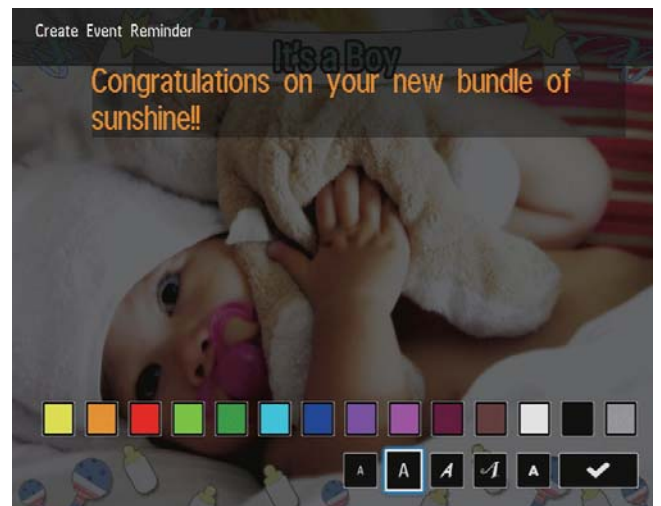 Create Event Reminder
It's a Boy
Congratulations on your new bundle of
sunshine!!
A A A A A